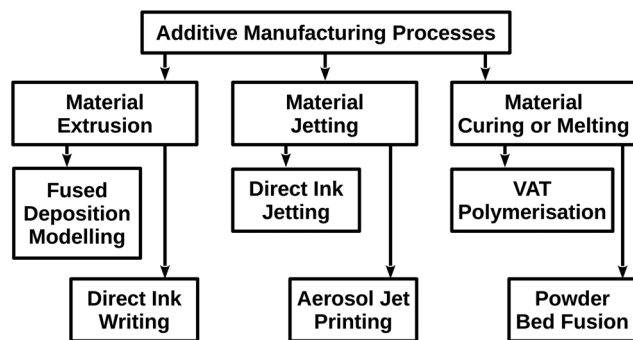 Additive Manufacturing Processes
Material
Extrusion
Material
Jetting
Material
Curing or Melting
Fused
Deposition
Modelling
Direct Ink
Jetting
VAT
Polymerisation
Direct Ink
Writing
Aerosol Jet
Printing
Powder
Bed Fusion